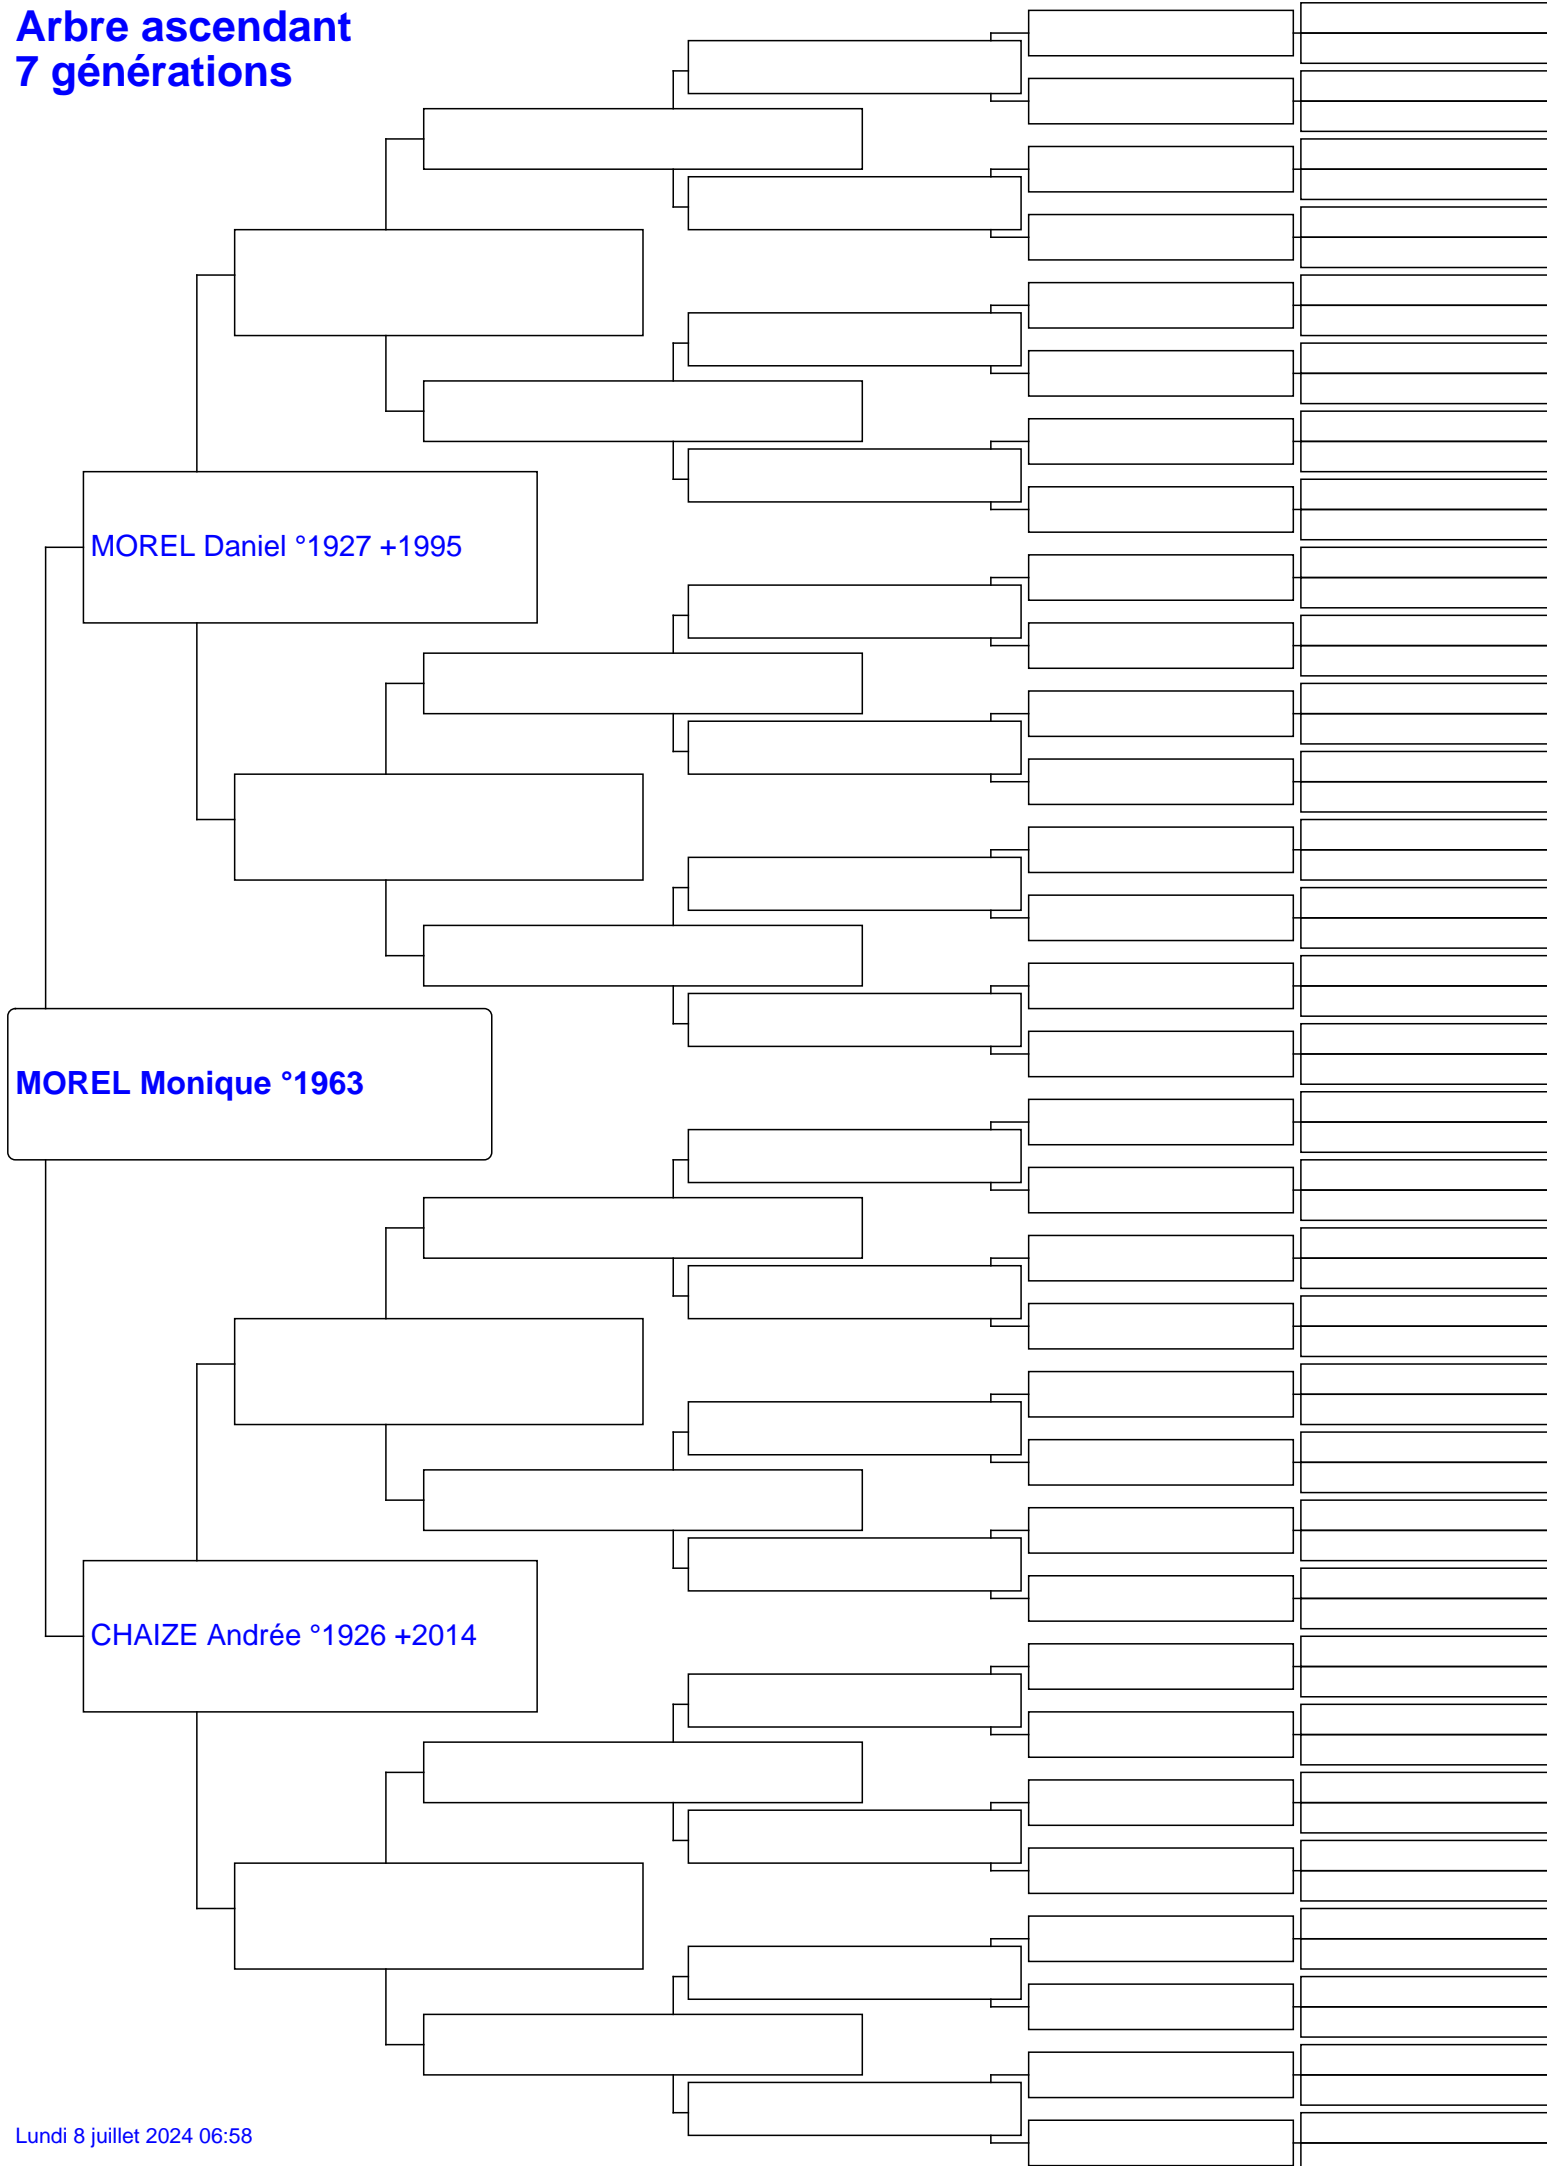 Arbre ascendant
7 générations
MOREL Daniel °1927 +1995
MOREL Monique °1963
CHAIZE Andrée °1926 +2014
Lundi 8 juillet 2024 06:58